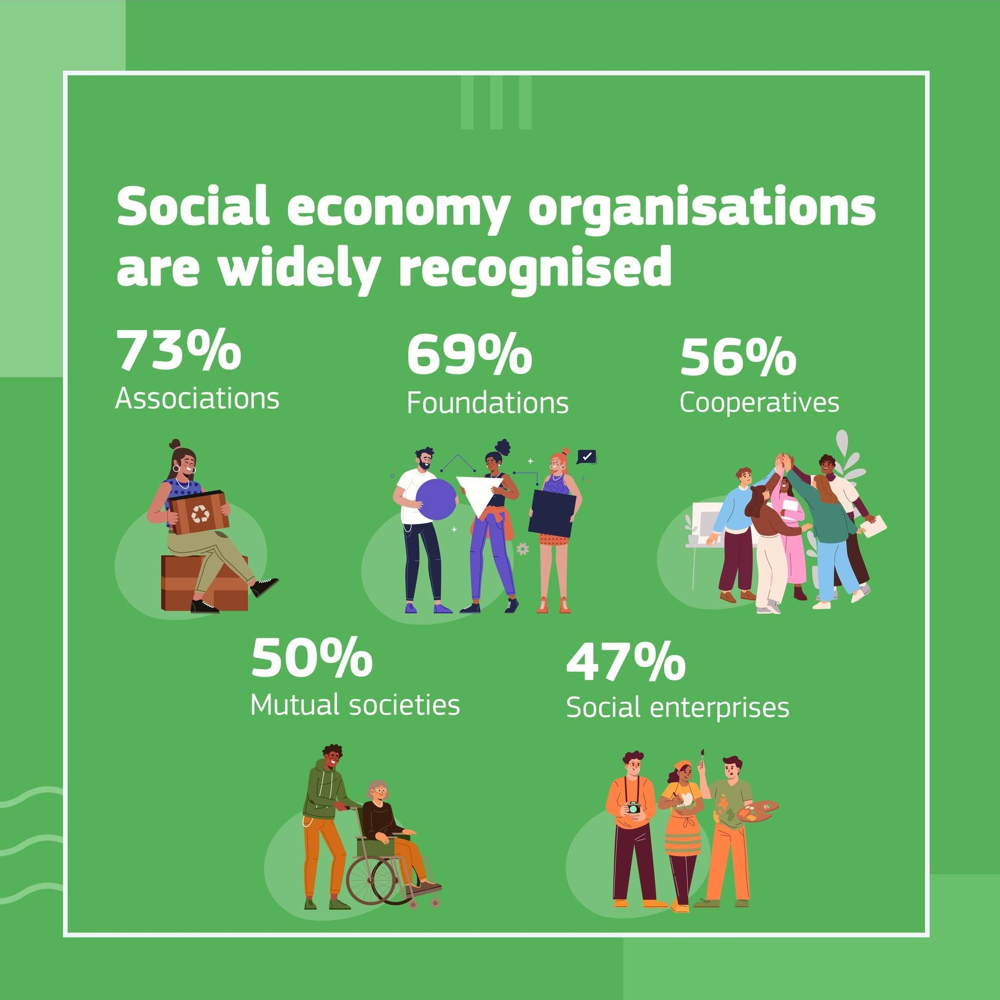 Social economy organisations
are widely recognised
73%
Associations
69%
Foundations
56%
Cooperatives
50%
Mutual societies
47%
Social enterprises